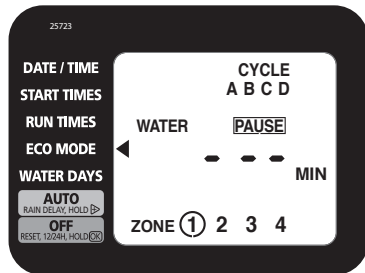 25723
DATE / TIME
START TIMES
RUN TIMES
ECO MODE
WATER DAYS
AUTO
RAIN DELAY, HOLD
OFF
RESET, 12/24H, HOLD OK
CYCLE
A B C D
WATER PAUSE
- - -
MIN
ZONE 1 2 3 4